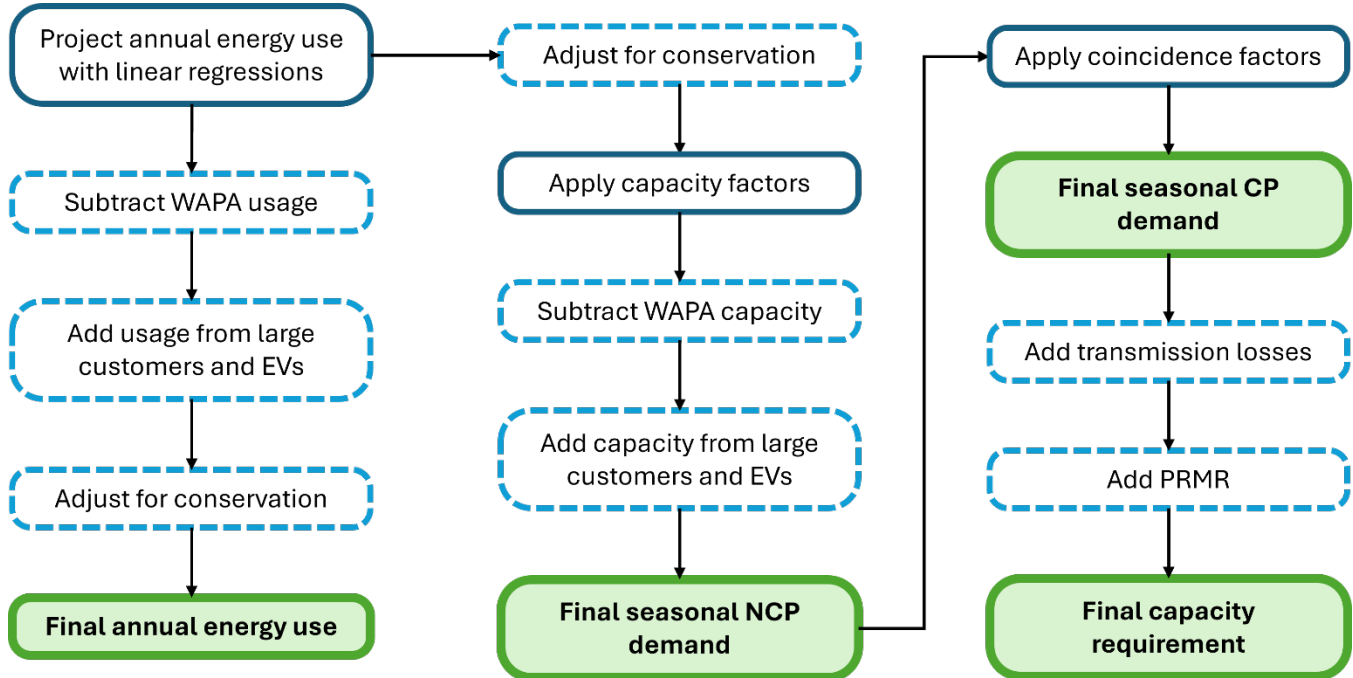 Project annual energy use
with linear regressions
Subtract WAPA usage
Add usage from large
customers and EVs
Adjust for conservation
Final annual energy use
Adjust for conservation
Apply capacity factors
Subtract WAPA capacity
Add capacity from large
customers and EVs
Final seasonal NCP
demand
Apply coincidence factors
Final seasonal CP
demand
Add transmission losses
Add PRMR
Final capacity
requirement